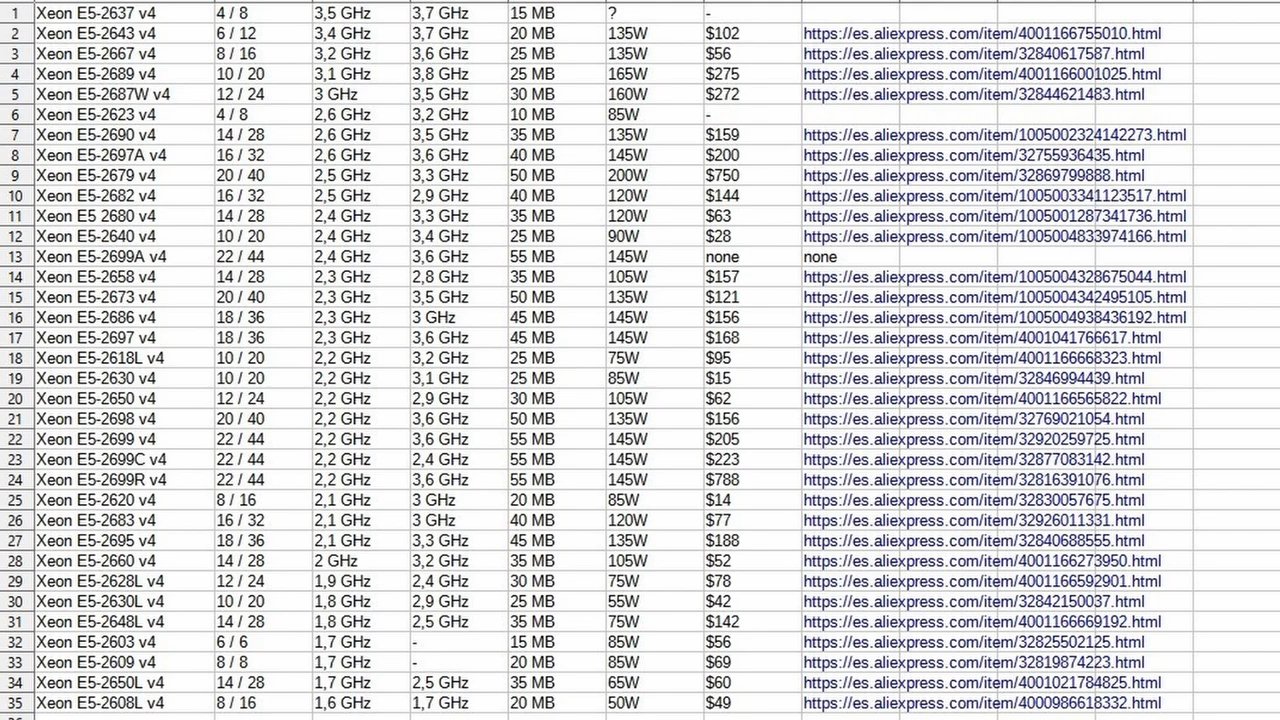 1 Xeon E5-2637 v4 4 / 8 3,5 GHz 3,7 GHz 15 MB ? -
2 Xeon E5-2643 v4 6 / 12 3,4 GHz 3,7 GHz 20 MB 135W $102 https://es.aliexpress.com/item/4001166755010.html
3 Xeon E5-2667 v4 8 / 16 3,2 GHz 3,6 GHz 25 MB 135W $56 https://es.aliexpress.com/item/32840617587.html
4 Xeon E5-2689 v4 10 / 20 3,1 GHz 3,8 GHz 25 MB 165W $275 https://es.aliexpress.com/item/4001166001025.html
5 Xeon E5-2687W v4 12 / 24 3 GHz 3,5 GHz 30 MB 160W $272 https://es.aliexpress.com/item/32844621483.html
6 Xeon E5-2623 v4 4 / 8 2,6 GHz 3,2 GHz 10 MB 85W -
7 Xeon E5-2690 v4 14 / 28 2,6 GHz 3,5 GHz 35 MB 135W $159 https://es.aliexpress.com/item/1005002324142273.html
8 Xeon E5-2697A v4 16 / 32 2,6 GHz 3,6 GHz 40 MB 145W $200 https://es.aliexpress.com/item/32755936435.html
9 Xeon E5-2679 v4 20 / 40 2,5 GHz 3,3 GHz 50 MB 200W $750 https://es.aliexpress.com/item/32869799888.html
10 Xeon E5-2682 v4 16 / 32 2,5 GHz 2,9 GHz 40 MB 120W $144 https://es.aliexpress.com/item/1005003341123517.html
11 Xeon E5 2680 v4 14 / 28 2,4 GHz 3,3 GHz 35 MB 120W $63 https://es.aliexpress.com/item/1005001287341736.html
12 Xeon E5-2640 v4 10 / 20 2,4 GHz 3,4 GHz 25 MB 90W $28 https://es.aliexpress.com/item/1005004833974166.html
13 Xeon E5-2699A v4 22 / 44 2,4 GHz 3,6 GHz 55 MB 145W none none
14 Xeon E5-2658 v4 14 / 28 2,3 GHz 2,8 GHz 35 MB 105W $157 https://es.aliexpress.com/item/1005004328675044.html
15 Xeon E5-2673 v4 20 / 40 2,3 GHz 3,5 GHz 50 MB 135W $121 https://es.aliexpress.com/item/1005004342495105.html
16 Xeon E5-2686 v4 18 / 36 2,3 GHz 3 GHz 45 MB 145W $156 https://es.aliexpress.com/item/1005004938436192.html
17 Xeon E5-2697 v4 18 / 36 2,3 GHz 3,6 GHz 45 MB 145W $168 https://es.aliexpress.com/item/4001041766617.html
18 Xeon E5-2618L v4 10 / 20 2,2 GHz 3,2 GHz 25 MB 75W $95 https://es.aliexpress.com/item/4001166668323.html
19 Xeon E5-2630 v4 10 / 20 2,2 GHz 3,1 GHz 25 MB 85W $15 https://es.aliexpress.com/item/32846994439.html
20 Xeon E5-2650 v4 12 / 24 2,2 GHz 2,9 GHz 30 MB 105W $62 https://es.aliexpress.com/item/4001166565822.html
21 Xeon E5-2698 v4 20 / 40 2,2 GHz 3,6 GHz 50 MB 135W $156 https://es.aliexpress.com/item/32769021054.html
22 Xeon E5-2699 v4 22 / 44 2,2 GHz 3,6 GHz 55 MB 145W $205 https://es.aliexpress.com/item/32920259725.html
23 Xeon E5-2699C v4 22 / 44 2,2 GHz 2,4 GHz 55 MB 145W $223 https://es.aliexpress.com/item/32877083142.html
24 Xeon E5-2699R v4 22 / 44 2,2 GHz 3,6 GHz 55 MB 145W $788 https://es.aliexpress.com/item/32816391076.html
25 Xeon E5-2620 v4 8 / 16 2,1 GHz 3 GHz 20 MB 85W $14 https://es.aliexpress.com/item/32830057675.html
26 Xeon E5-2683 v4 16 / 32 2,1 GHz 3 GHz 40 MB 120W $77 https://es.aliexpress.com/item/32926011331.html
27 Xeon E5-2695 v4 18 / 36 2,1 GHz 3,3 GHz 45 MB 135W $188 https://es.aliexpress.com/item/32840688555.html
28 Xeon E5-2660 v4 14 / 28 2 GHz 3,2 GHz 35 MB 105W $52 https://es.aliexpress.com/item/4001166273950.html
29 Xeon E5-2628L v4 12 / 24 1,9 GHz 2,4 GHz 30 MB 75W $78 https://es.aliexpress.com/item/4001166592901.html
30 Xeon E5-2630L v4 10 / 20 1,8 GHz 2,9 GHz 25 MB 55W $42 https://es.aliexpress.com/item/32842150037.html
31 Xeon E5-2648L v4 14 / 28 1,8 GHz 2,5 GHz 35 MB 75W $142 https://es.aliexpress.com/item/4001166669192.html
32 Xeon E5-2603 v4 6 / 6 1,7 GHz - 15 MB 85W $56 https://es.aliexpress.com/item/32825502125.html
33 Xeon E5-2609 v4 8 / 8 1,7 GHz - 20 MB 85W $69 https://es.aliexpress.com/item/32819874223.html
34 Xeon E5-2650L v4 14 / 28 1,7 GHz 2,5 GHz 35 MB 65W $60 https://es.aliexpress.com/item/4001021784825.html
35 Xeon E5-2608L v4 8 / 16 1,6 GHz 1,7 GHz 20 MB 50W $49 https://es.aliexpress.com/item/4000986618332.html